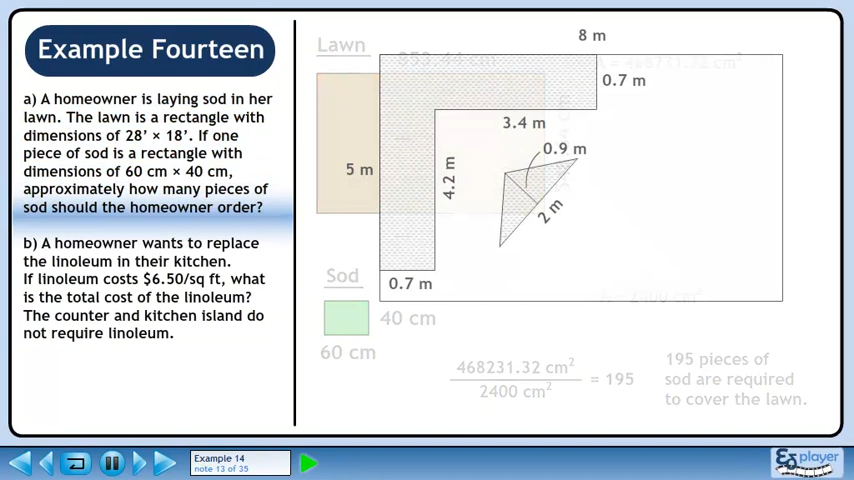 Example Fourteen
a) A homeowner is laying sod in her
lawn. The lawn is a rectangle with
dimensions of 28’ × 18’. If one
piece of sod is a rectangle with
dimensions of 60 cm × 40 cm,
approximately how many pieces of
sod should the homeowner order?
b) A homeowner wants to replace
the linoleum in their kitchen.
If linoleum costs $6.50/sq ft, what
is the total cost of the linoleum?
The counter and kitchen island do
not require linoleum.
8 m
Lawn
853.44 cm
0.7 m
3.4 m
0.9 m
5 m
4.2 m
2 m
Sod
0.7 m
A = 2400 cm²
40 cm
60 cm
468231.32 cm²
2400 cm²
= 195
195 pieces of
sod are required
to cover the lawn.
Example 14
note 13 of 35
player